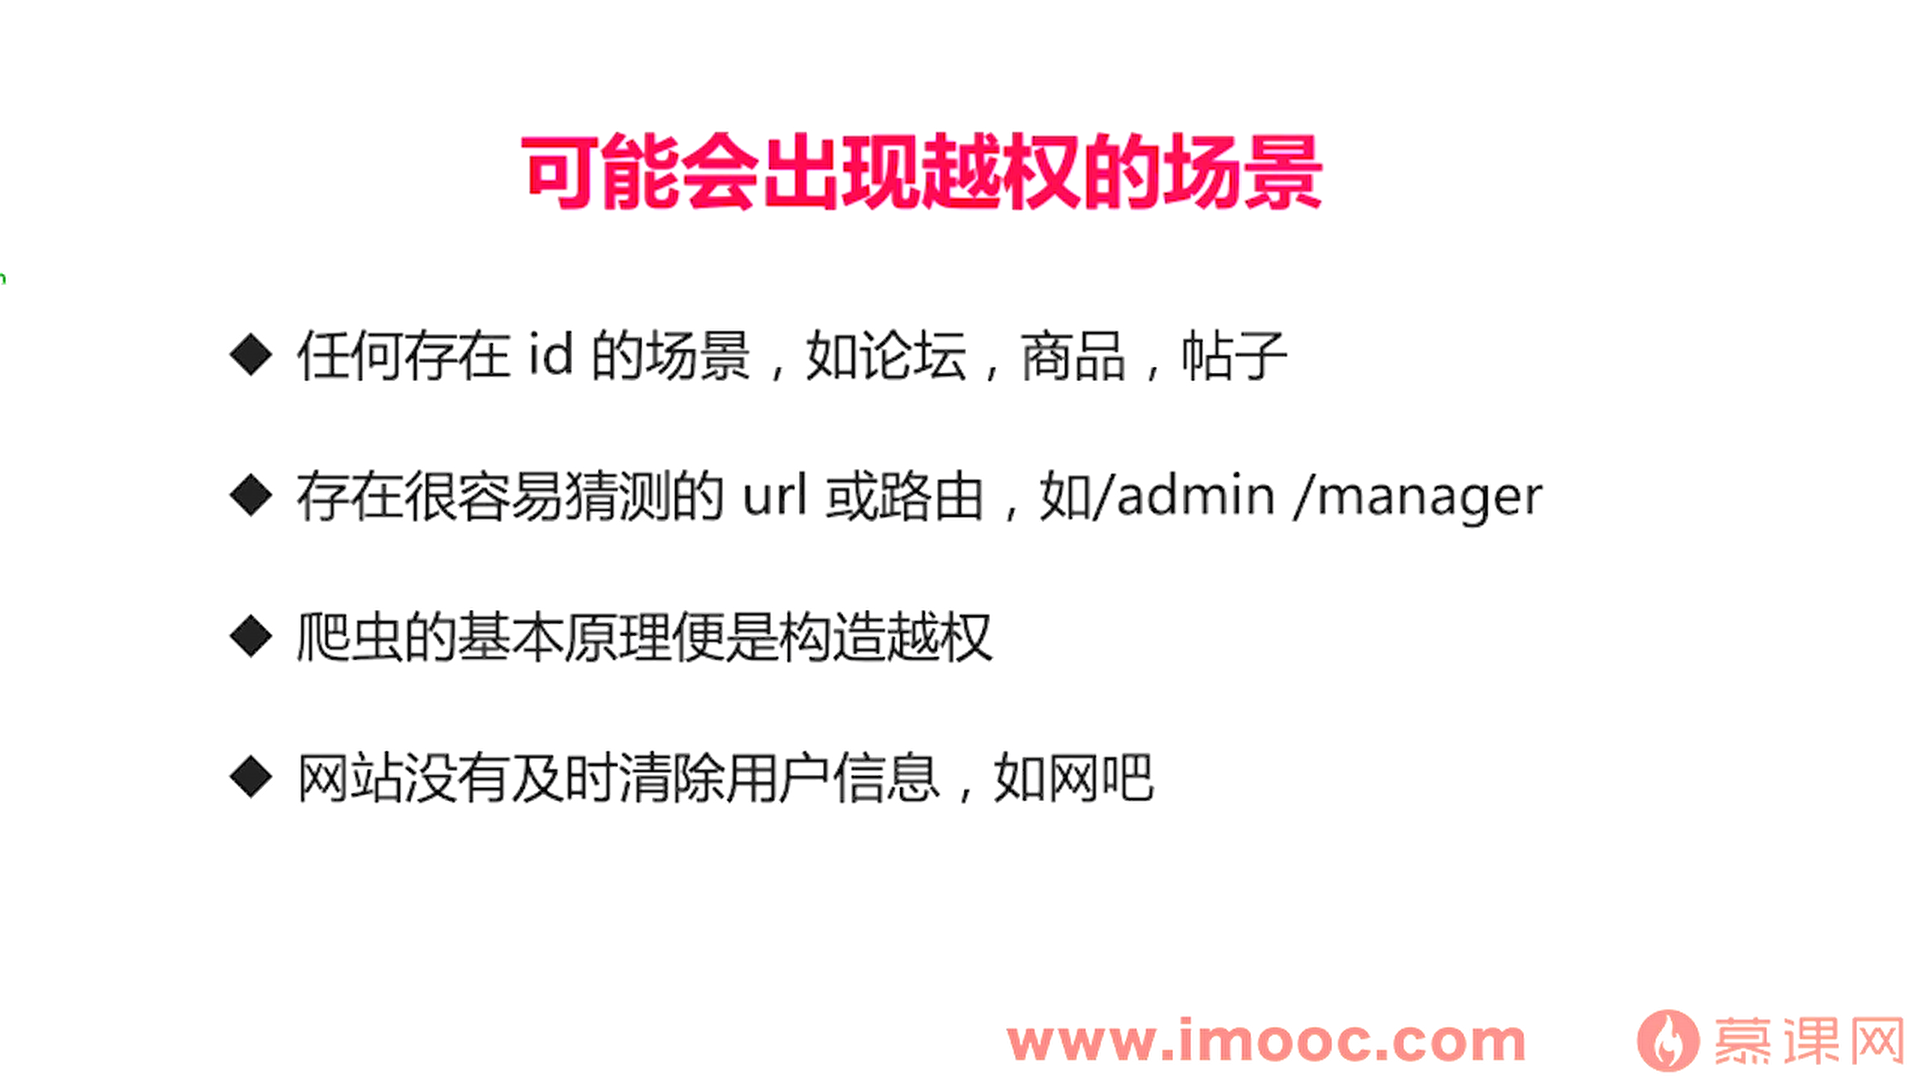 可能会出现越权的场景
◆ 任何存在 id 的场景，如论坛，商品，帖子
◆ 存在很容易猜测的 url 或路由，如/admin /manager
◆ 爬虫的基本原理便是构造越权
◆ 网站没有及时清除用户信息，如网吧
www.imooc.com 慕课网